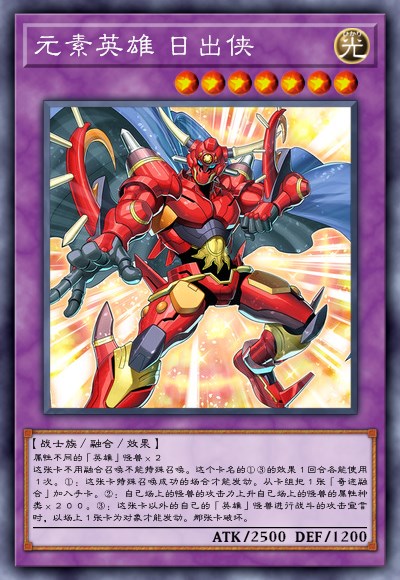 元素英雄 日出侠
光
【战士族／融合／效果】
属性不同的「英雄」怪兽×2
这张卡不用融合召唤不能特殊召唤。这个卡名的①③的效果1回合各能使用
1次。①：这张卡特殊召唤成功的场合才能发动。从卡组把1张「奇迹融
合」加入手卡。②：自己场上的怪兽的攻击力上升自己场上的怪兽的属性种
类×200。③：这张卡以外的自己的「英雄」怪兽进行战斗的攻击宣言
时，以场上1张卡为对象才能发动。那张卡破坏。
ATK/2500 DEF/1200